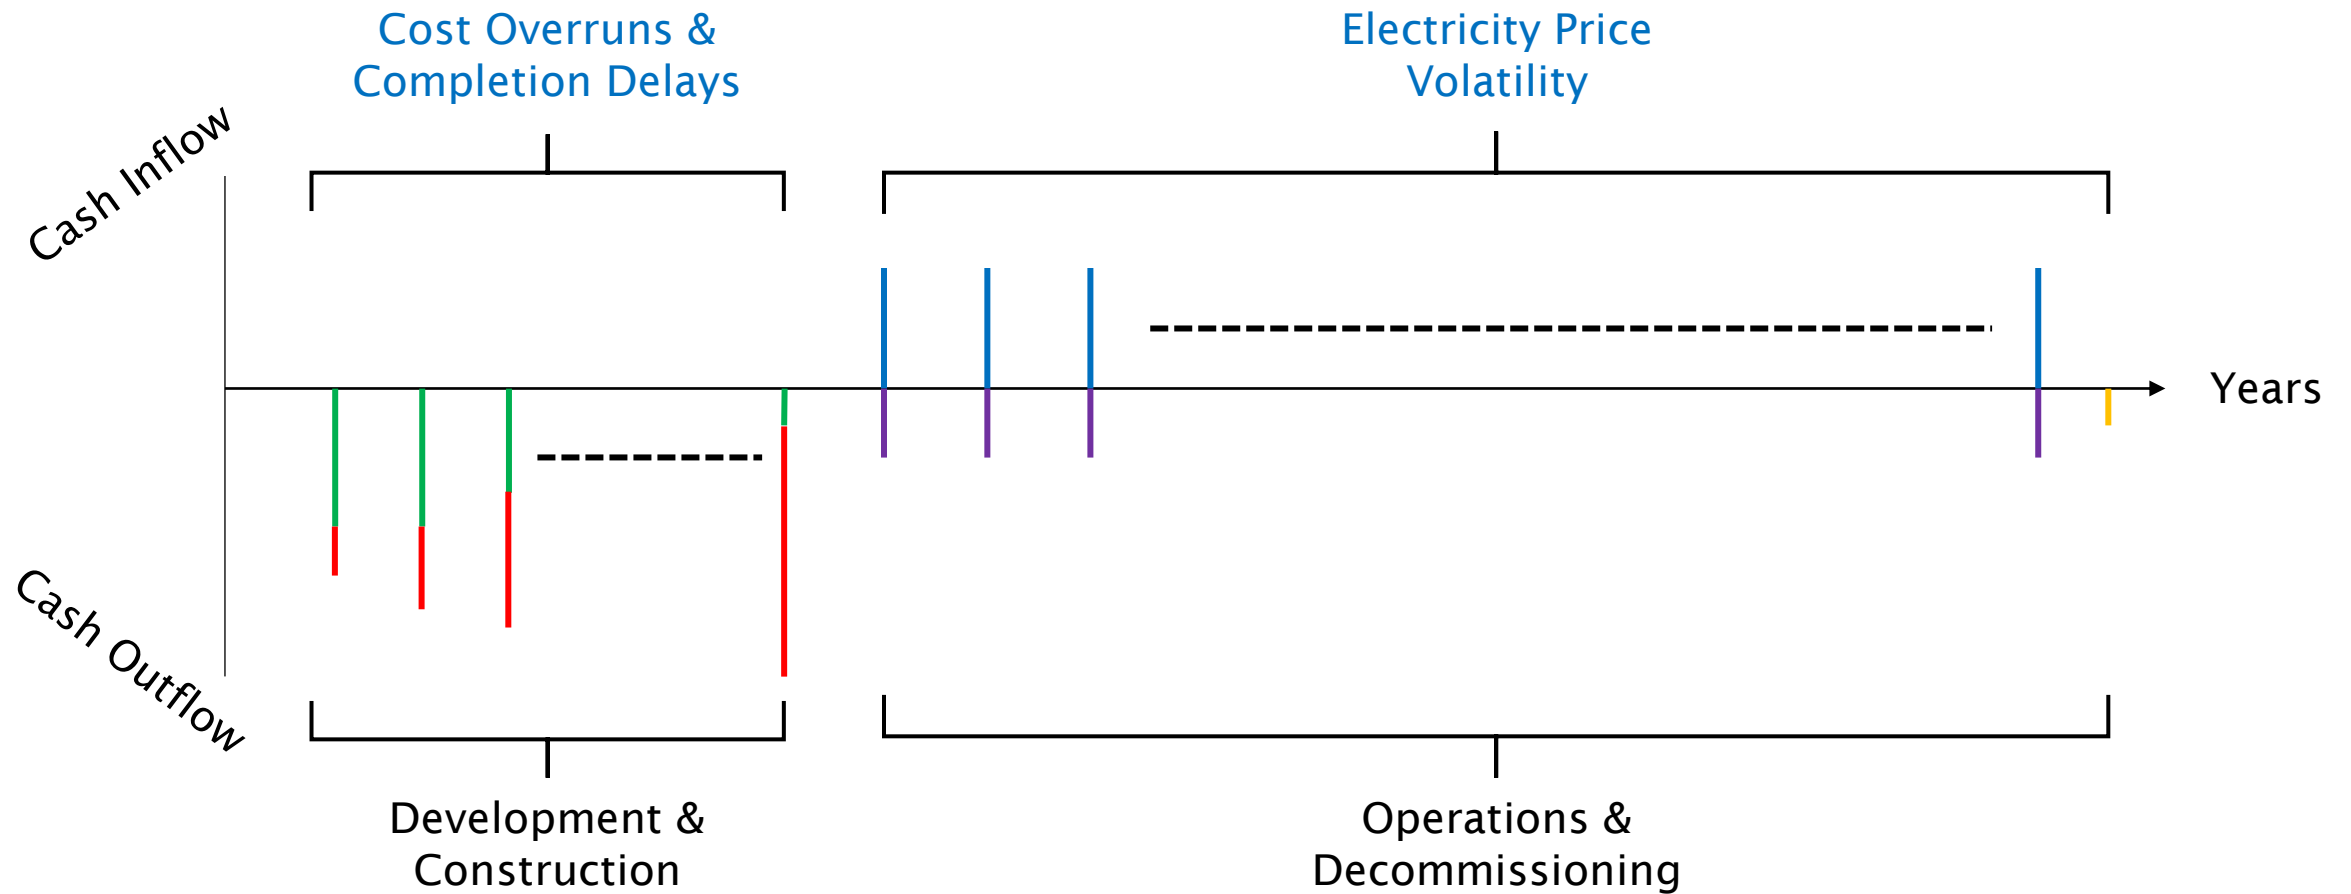 Cost Overruns &
Completion Delays
Electricity Price
Volatility
Cash Inflow
Years
Cash Outflow
Development &
Construction
Operations &
Decommissioning